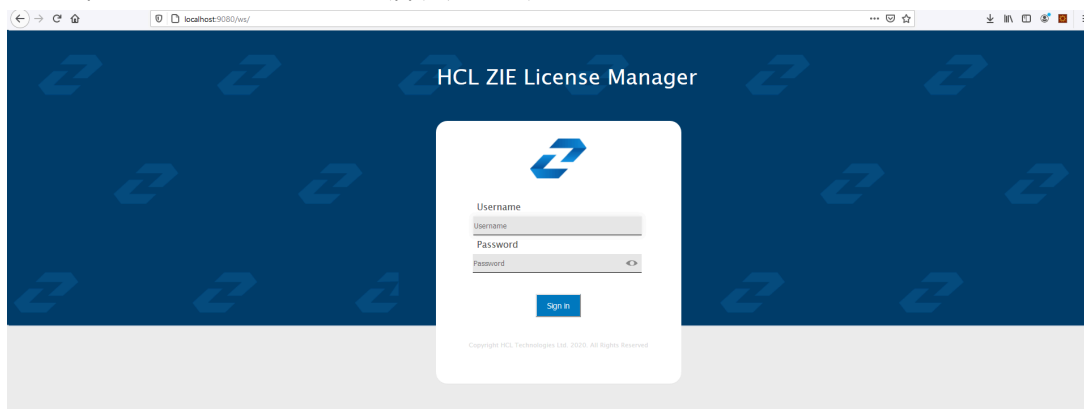 localhost:9080/ws/
HCL ZIE License Manager
Username
Username
Password
Password
Sign in
Copyright HCL Technologies Ltd. 2020. All Rights Reserved